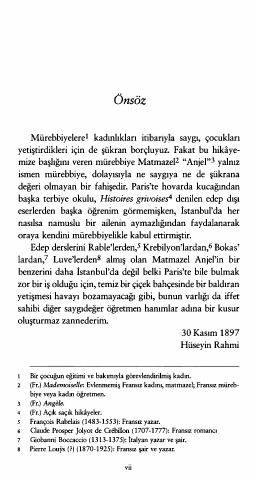 Önsöz
Mürebbiyelere¹ kadınlıkları itibarıyla saygı, çocukları
yetiştirdikleri için de şükran borçluyuz. Fakat bu hikâye-
mize başlığını veren mürebbiye Matmazel² “Anjel”³ yalnız
ismen mürebbiye, dolayısıyla ne saygıya ne de şükrana
değeri olmayan bir fahişedir. Paris’te hovarda kucağından
başka terbiye okulu, Histoires grivoises⁴ denilen edep dışı
eserlerden başka öğrenim görmemişken, İstanbul’da her
nasılsa namuslu bir ailenin aymazlığından faydalanarak
oraya kendini mürebbiyelikle kabul ettirmiştir.
Edep derslerini Rable’lerden,⁵ Krebilyon’lardan,⁶ Bokas’
lardan,⁷ Luve’lerden⁸ almış olan Matmazel Anjel’in bir
benzerini daha İstanbul’da değil belki Paris’te bile bulmak
zor bir iş olduğu için, temiz bir çiçek bahçesinde bir baldıran
yetişmesi havayı bozamayacağı gibi, bunun varlığı da iffet
sahibi diğer saygıdeğer öğretmen hanımlar adına bir kusur
oluşturmaz zannederim.
30 Kasım 1897
Hüseyin Rahmi
1 Bir çocuğun eğitimi ve bakımıyla görevlendirilmiş kadın.
2 (Fr.) Mademoiselle: Evlenmemiş Fransız kadını, matmazel; Fransız müreb-
biye veya kadın öğretmen.
3 (Fr.) Angèle.
4 (Fr.) Açık saçık hikâyeler.
5 François Rabelais (1483-1553): Fransız yazar.
6 Claude Prosper Jolyot de Crébillon (1707-1777): Fransız romancı
7 Giobanni Boccaccio (1313-1375): İtalyan yazar ve şair.
8 Pierre Louÿs (?) (1870-1925): Fransız şair ve yazar.
vii